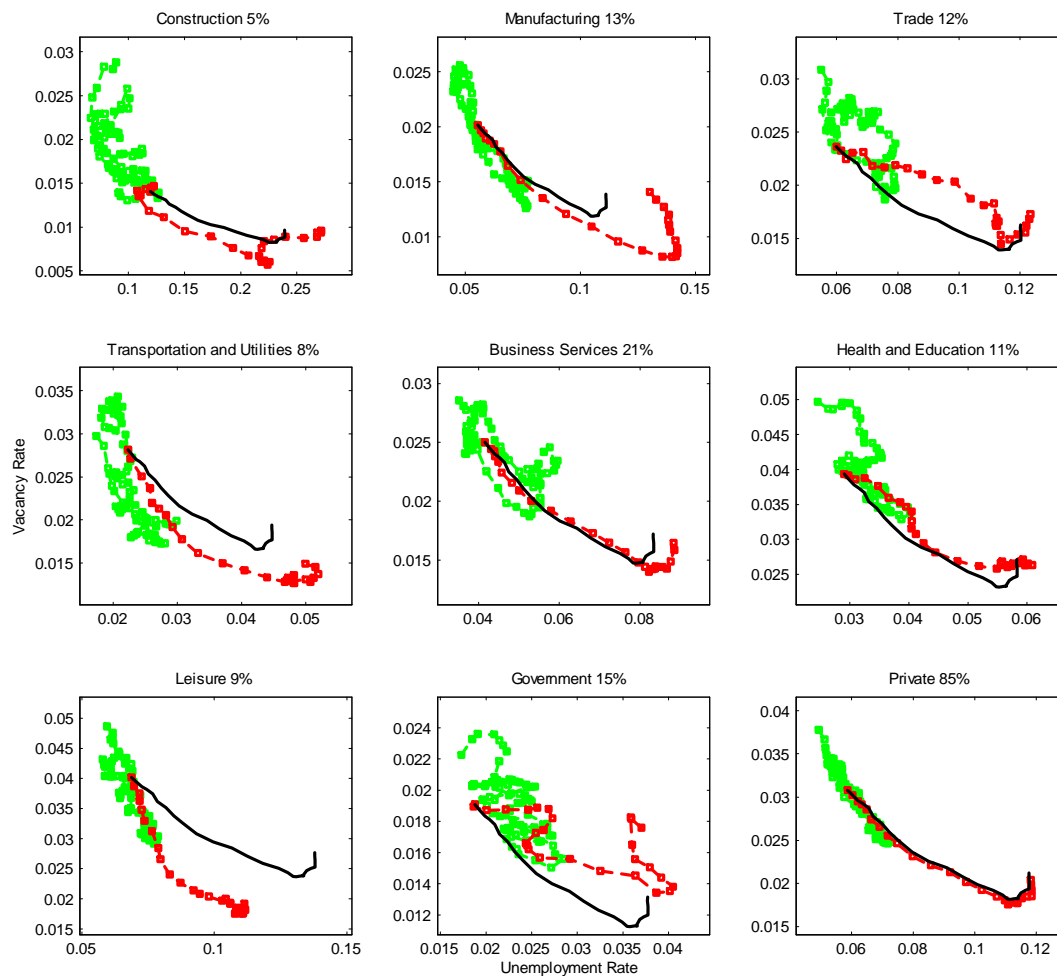 Construction 5%
0.03
0.025
0.02
0.015
0.01
0.005
0.1 0.15 0.2 0.25
Manufacturing 13%
0.025
0.02
0.015
0.01
0.05 0.1 0.15
Trade 12%
0.03
0.025
0.02
0.015
0.06 0.08 0.1 0.12
Transportation and Utilities 8%
0.035
0.03
0.025
0.02
0.015
0.02 0.03 0.04 0.05
Vacancy Rate
Business Services 21%
0.03
0.025
0.02
0.015
0.04 0.06 0.08
Health and Education 11%
0.05
0.045
0.04
0.035
0.03
0.025
0.03 0.04 0.05 0.06
Leisure 9%
0.05
0.045
0.04
0.035
0.03
0.025
0.02
0.015
0.05 0.1 0.15
Government 15%
0.024
0.022
0.02
0.018
0.016
0.014
0.012
0.015 0.02 0.025 0.03 0.035 0.04
Unemployment Rate
Private 85%
0.04
0.035
0.03
0.025
0.02
0.015
0.06 0.08 0.1 0.12